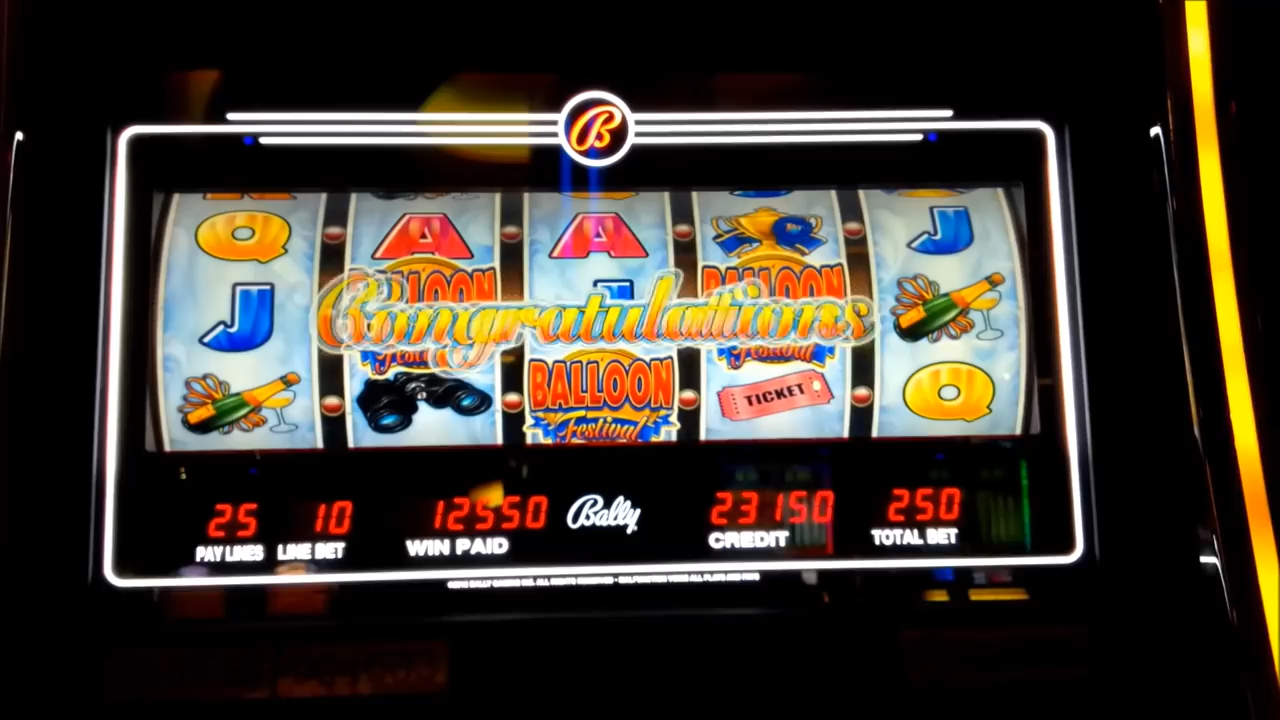 B
Q A A J
BALLOON BALLOON
Congratulations
J Festival Festival
TICKET Q
BALLOON
Festival
25 10 12550 Bally 23150 250
PAY LINES LINE BET WIN PAID CREDIT TOTAL BET